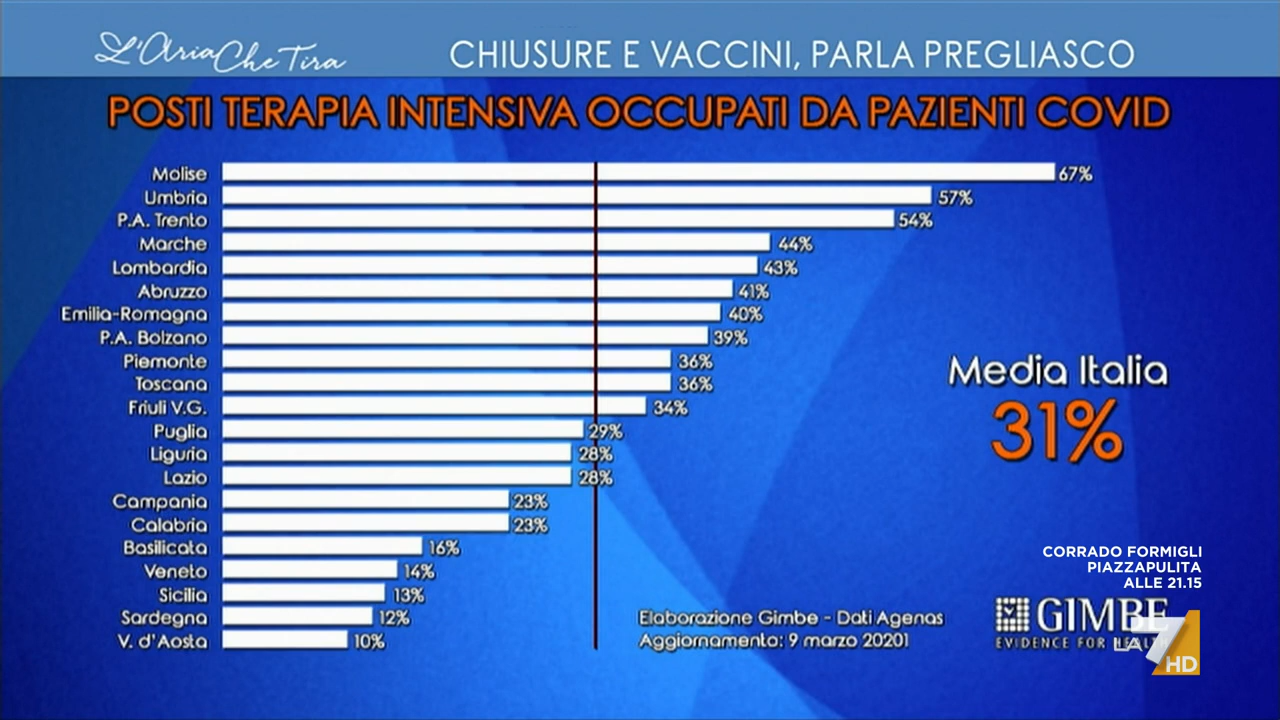 L'Aria Che Tira
CHIUSURE E VACCINI, PARLA PREGLIASCO
POSTI TERAPIA INTENSIVA OCCUPATI DA PAZIENTI COVID
Molise 67%
Umbria 57%
P.A. Trento 54%
Marche 44%
Lombardia 43%
Abruzzo 41%
Emilia-Romagna 40%
P.A. Bolzano 39%
Piemonte 36%
Toscana 36%
Friuli V.G. 34%
Puglia 29%
Liguria 28%
Lazio 28%
Campania 23%
Calabria 23%
Basilicata 16%
Veneto 14%
Sicilia 13%
Sardegna 12%
V. d'Aosta 10%
Media Italia
31%
CORRADO FORMIGLI
PIAZZAPULITA
ALLE 21.15
Elaborazione Gimbe - Dati Agenas
Aggiornamento: 9 marzo 20201
GIMBE
EVIDENCE FOR
LA 7
HD